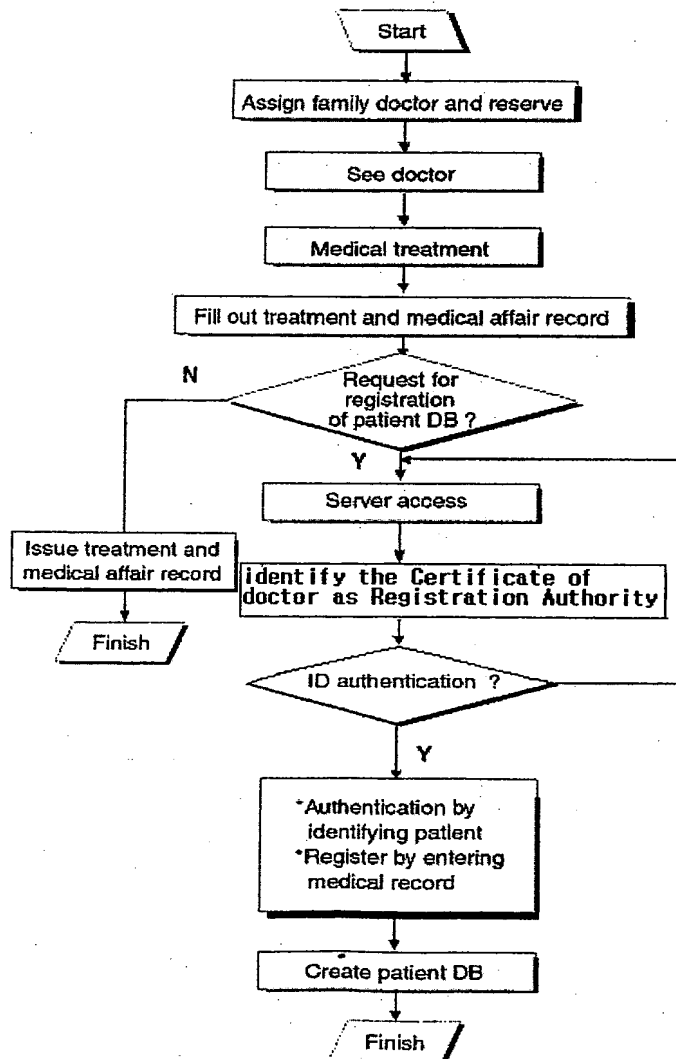 Start
Assign family doctor and reserve
See doctor
Medical treatment
Fill out treatment and medical affair record
N
Request for
registration
of patient DB ?
Y
Server access
Issue treatment and
medical affair record
identify the Certificate of
doctor as Registration Authority
Finish
ID authentication ?
Y
*Authentication by
identifying patient
*Register by entering
medical record
Create patient DB
Finish